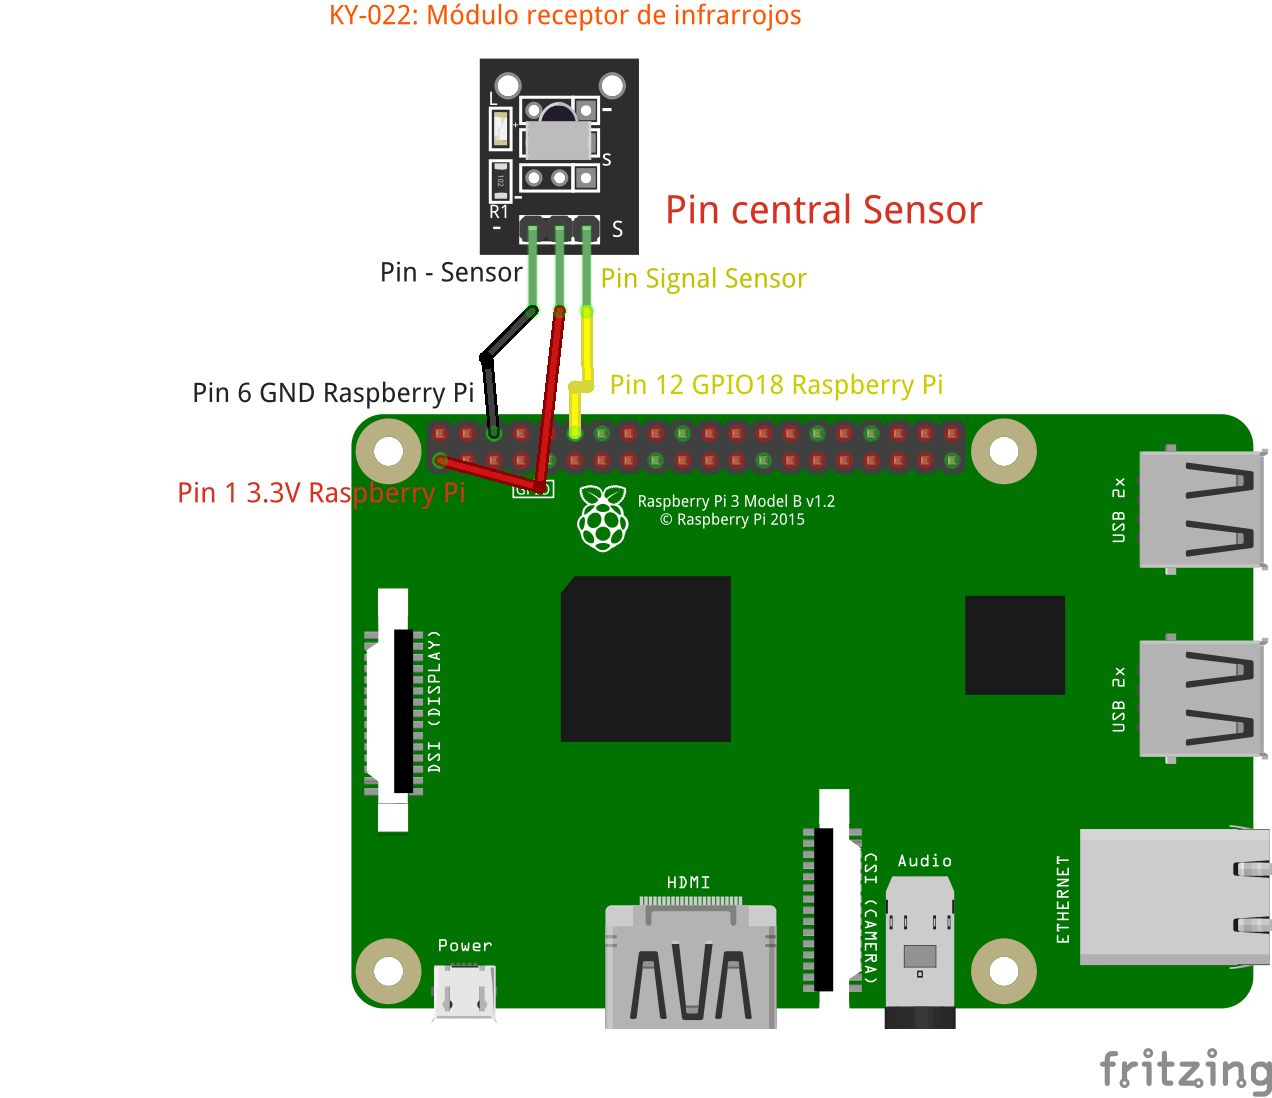 KY-022: Módulo receptor de infrarrojos
L
+
-
s
102
-
R1
-
S
Pin central Sensor
Pin - Sensor
Pin Signal Sensor
Pin 6 GND Raspberry Pi
Pin 12 GPIO18 Raspberry Pi
Pin 1 3.3V Raspberry Pi
Raspberry Pi 3 Model B v1.2
© Raspberry Pi 2015
USB 2x
DSI (DISPLAY)
USB 2x
HDMI
CSI (CAMERA)
Audio
ETHERNET
Power
fritzing